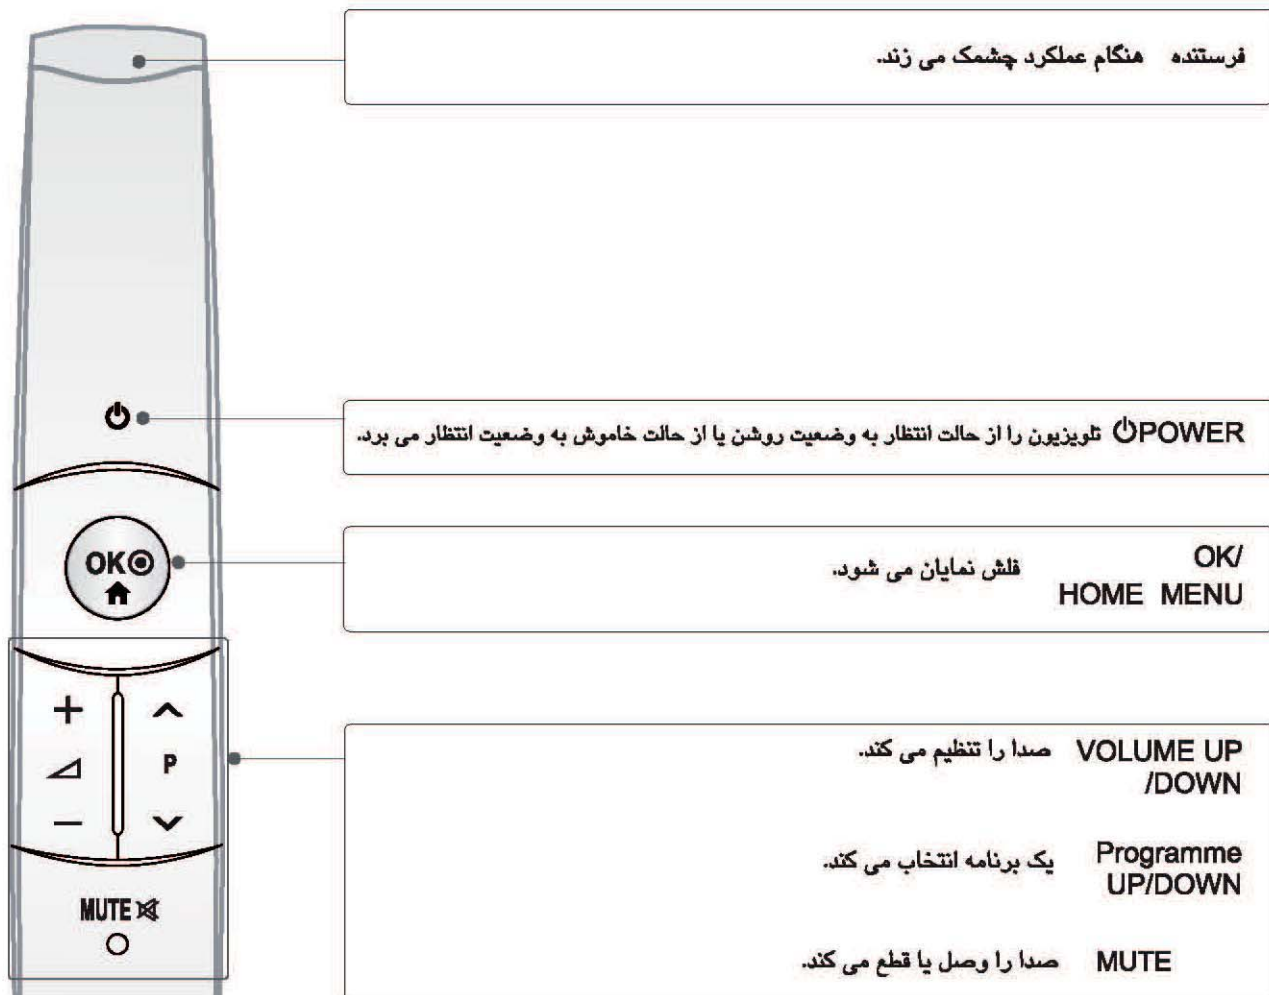 فرستنده هنگام عملکرد چشمک می زند.
POWER تلویزیون را از حالت انتظار به وضعیت روشن یا از حالت خاموش به وضعیت انتظار می برد.
OK
OK/
HOME MENU
فلش نمایان می شود.
P
VOLUME UP
/DOWN
صدا را تنظیم می کند.
Programme
UP/DOWN
یک برنامه انتخاب می کند.
MUTE
MUTE صدا را وصل یا قطع می کند.